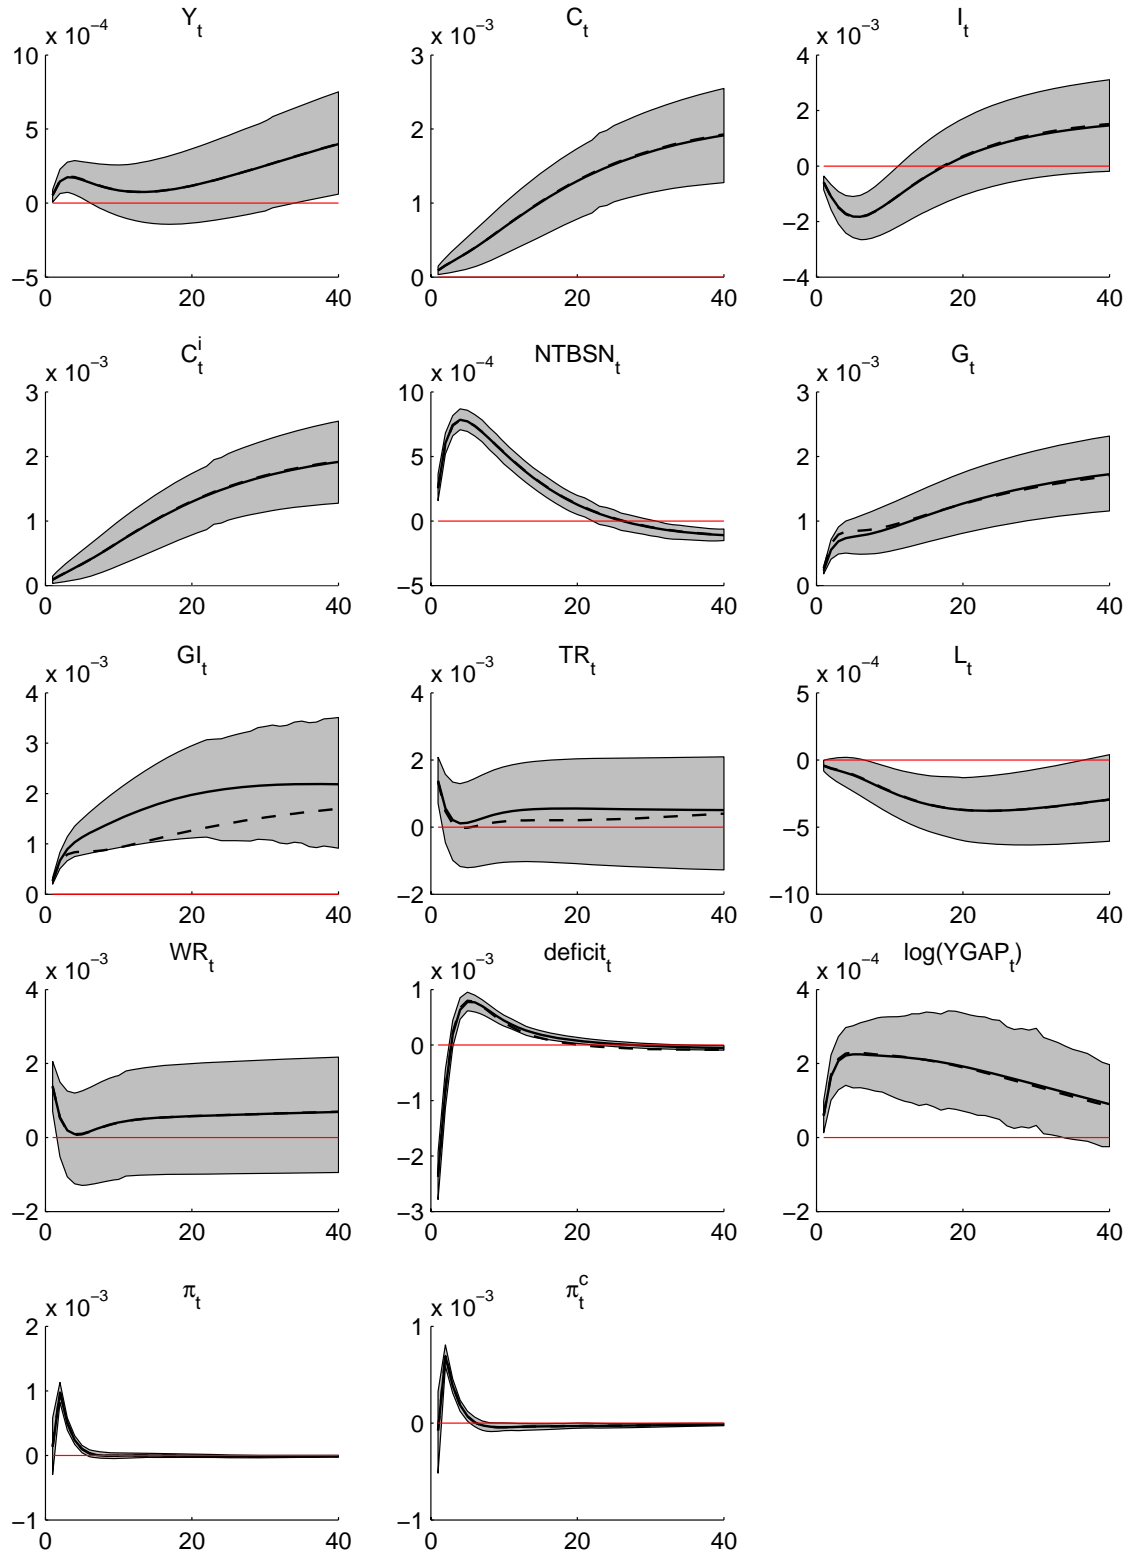 Y_t C_t I_t
x 10^−4 x 10^−3 x 10^−3
10 3 4
5 2 2
0 1 0
−2
−5 0 −4
0 20 40 0 20 40 0 20 40
C_t^i NTBSN_t G_t
x 10^−3 x 10^−4 x 10^−3
3 10 3
2 5 2
1 0 1
0 −5 0
0 20 40 0 20 40 0 20 40
GI_t TR_t L_t
x 10^−3 x 10^−3 x 10^−4
4 4 5
3 2 0
2
1 0 −5
0 −2 −10
0 20 40 0 20 40 0 20 40
WR_t deficit_t log(YGAP_t)
x 10^−3 x 10^−3 x 10^−4
4 1 4
2 0 2
−1
0 −2 0
−2 −3 −2
0 20 40 0 20 40 0 20 40
π_t π_t^c
x 10^−3 x 10^−3
2 1
1 0
0
−1 −1
0 20 40 0 20 40